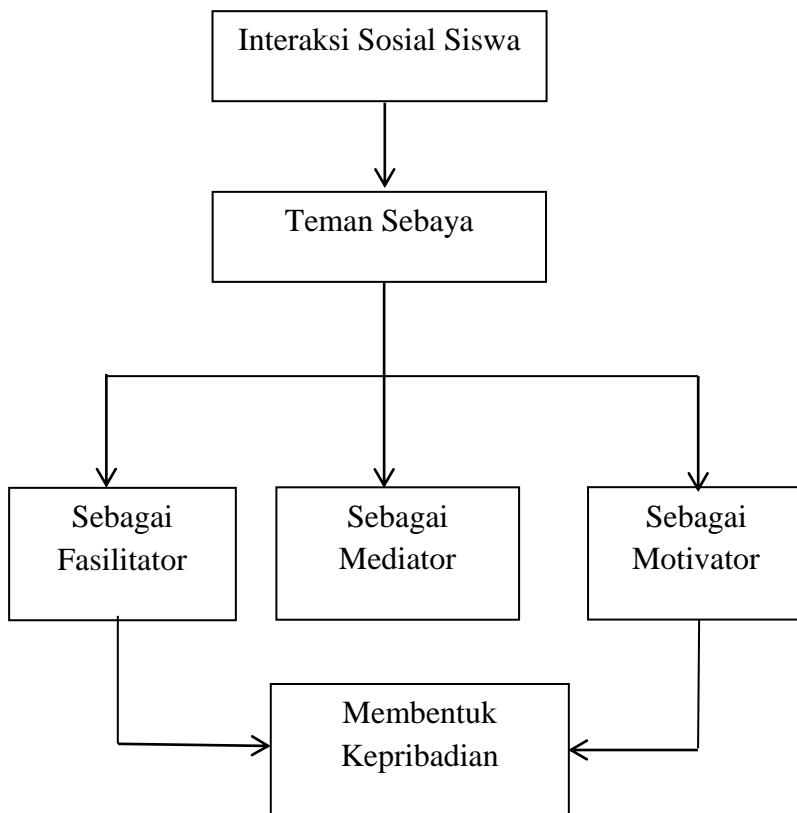 Interaksi Sosial Siswa
Teman Sebaya
Sebagai
Fasilitator
Sebagai
Mediator
Sebagai
Motivator
Membentuk
Kepribadian